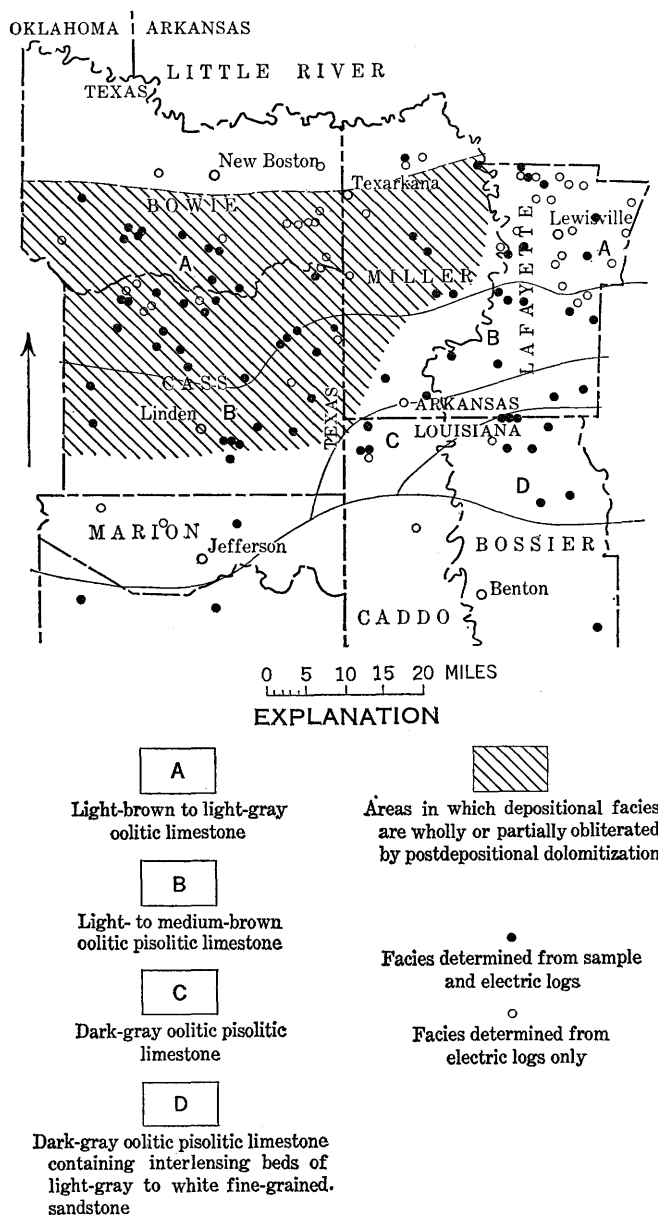 OKLAHOMA ARKANSAS
TEXAS
LITTLE RIVER
New Boston
Texarkana
BOWIE
Lewisville
A
A
MILLER
LAFAYETTE
B
CASS
TEXAS
Linden
B
ARKANSAS
LOUISIANA
C
D
MARION
Jefferson
BOSSIER
Benton
CADDO
0 5 10 15 20 MILES
EXPLANATION
A
Light-brown to light-gray
oolitic limestone
B
Light- to medium-brown
oolitic pisolitic limestone
C
Dark-gray oolitic pisolitic
limestone
D
Dark-gray oolitic pisolitic limestone
containing interlensing beds of
light-gray to white fine-grained.
sandstone
Areas in which depositional facies
are wholly or partially obliterated
by postdepositional dolomitization
Facies determined from sample
and electric logs
Facies determined from
electric logs only